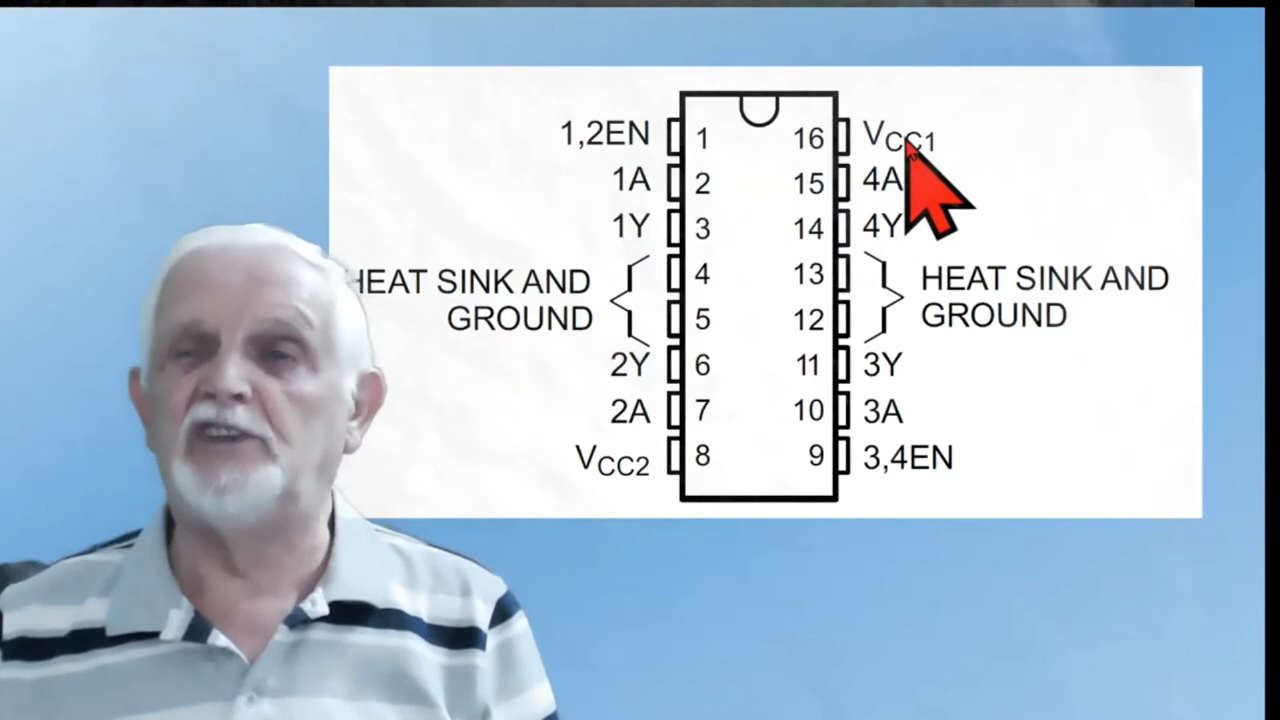 1,2EN 1 16 VCC1
1A 2 15 4A
1Y 3 14 4Y
HEAT SINK AND 4 13 HEAT SINK AND
GROUND 5 12 GROUND
2Y 6 11 3Y
2A 7 10 3A
VCC2 8 9 3,4EN